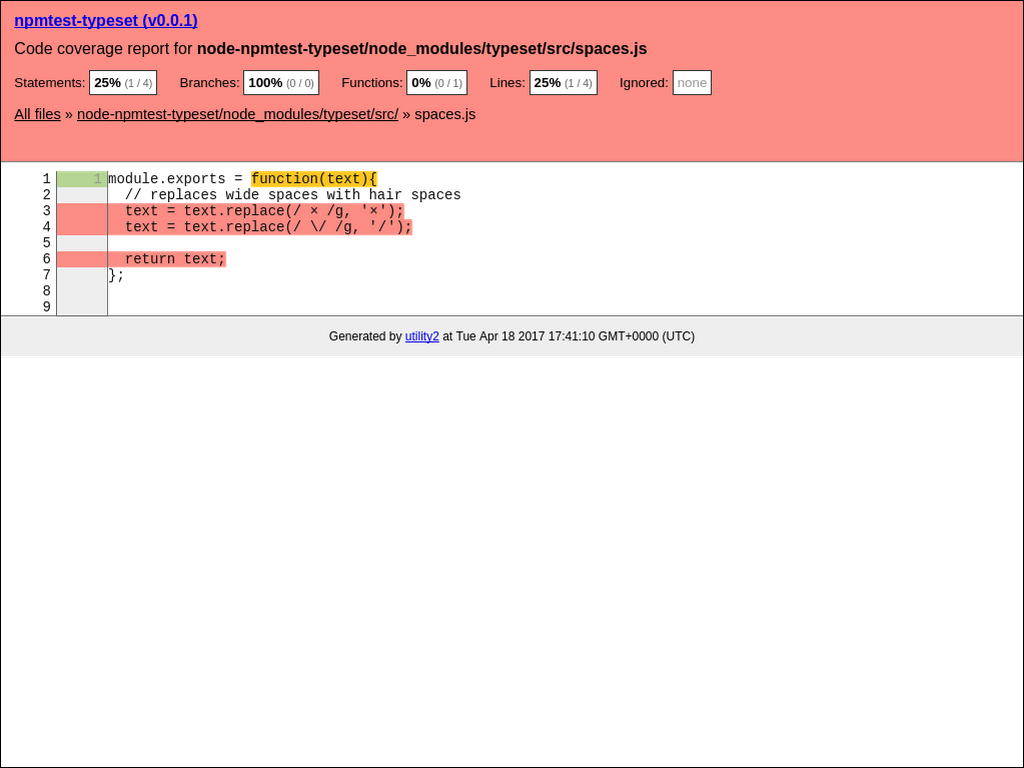 npmtest-typeset (v0.0.1)
Code coverage report for node-npmtest-typeset/node_modules/typeset/src/spaces.js
Statements: 25% (1 / 4) Branches: 100% (0 / 0) Functions: 0% (0 / 1) Lines: 25% (1 / 4) Ignored: none
All files » node-npmtest-typeset/node_modules/typeset/src/ » spaces.js
1 1 module.exports = function(text){
2 // replaces wide spaces with hair spaces
3 text = text.replace(/ × /g, ' × ');
4 text = text.replace(/ \/ /g, ' / ');
5
6 return text;
7 };
8
9
Generated by utility2 at Tue Apr 18 2017 17:41:10 GMT+0000 (UTC)